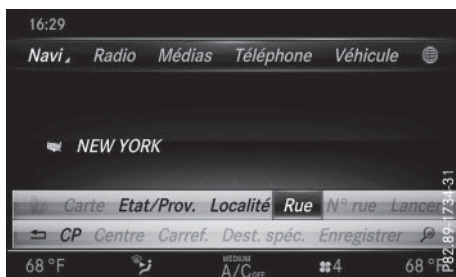 16:29
Navi Radio Médias Téléphone Véhicule
NEW YORK
Carte Etat/Prov. Localité Rue N° rue Lancer
CP Centre Carref. Dest. spéc. Enregistrer
68 °F MEDIUM A/C OFF 4 68 °F
P82.89-1734-31